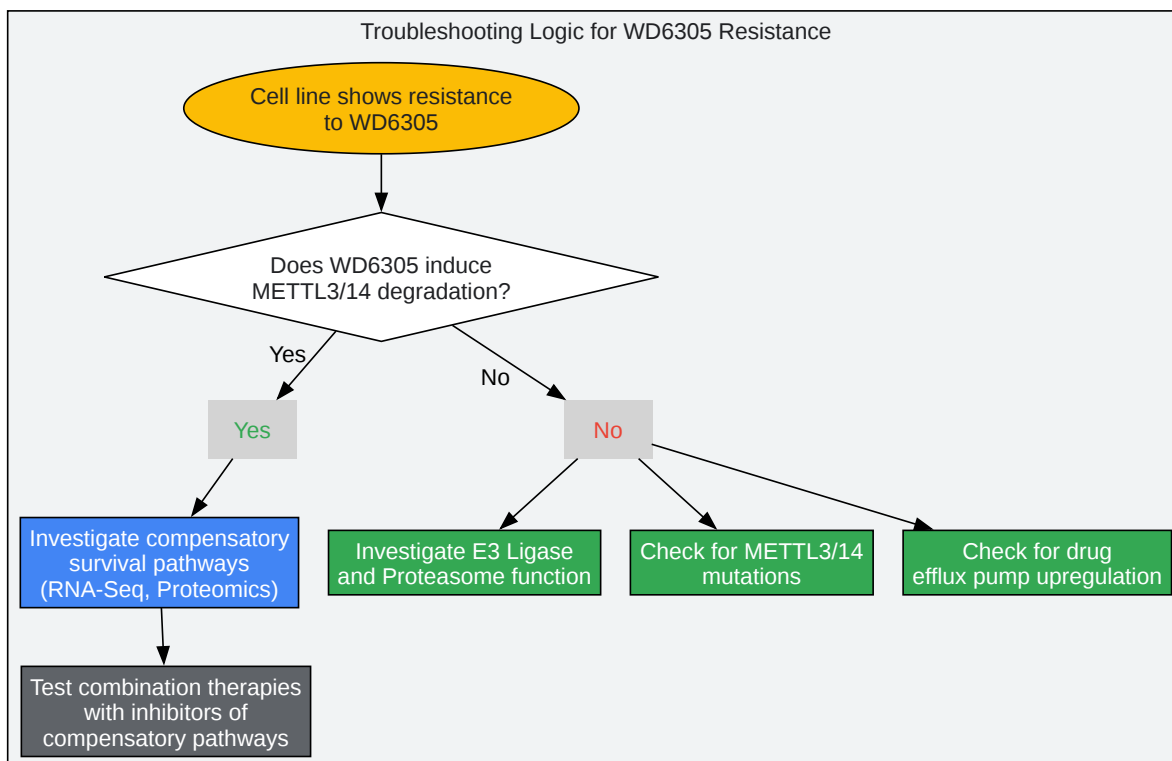 Troubleshooting Logic for WD6305 Resistance
Cell line shows resistance
to WD6305
Does WD6305 induce
METTL3/14 degradation?
Yes
No
Yes
No
Investigate compensatory
survival pathways
(RNA-Seq, Proteomics)
Investigate E3 Ligase
and Proteasome function
Check for METTL3/14
mutations
Check for drug
efflux pump upregulation
Test combination therapies
with inhibitors of
compensatory pathways